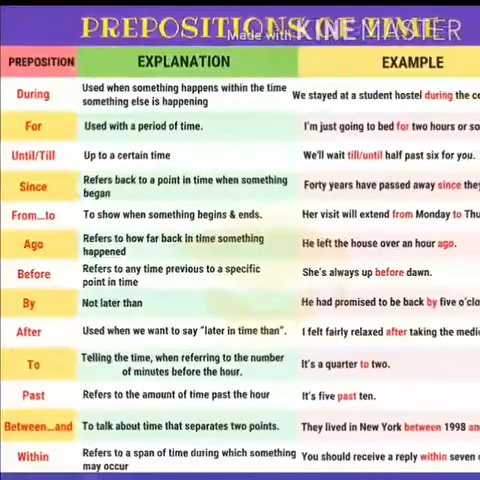 PREPOSITIONS OF TIME
Made with KINEMASTER
PREPOSITION EXPLANATION EXAMPLE
During Used when something happens within the time We stayed at a student hostel during the
something else is happening
For Used with a period of time. I'm just going to bed for two hours or so
Until/Till Up to a certain time We'll wait till/until half past six for you.
Since Refers back to a point in time when something Forty years have passed away since
began
From...to To show when something begins & ends. Her visit will extend from Monday to
Ago Refers to how far back in time something He left the house over an hour ago.
happened
Before Refers to any time previous to a specific She's always up before dawn.
point in time
By Not later than He had promised to be back by five
After Used when we want to say "later in time than". I felt fairly relaxed after taking the
To Telling the time, when referring to the number It's a quarter to two.
of minutes before the hour.
Past Refers to the amount of time past the hour It's five past ten.
Between...and To talk about time that separates two points. They lived in New York between 1998
Within Refers to a span of time during which something You should receive a reply within seven
may occur